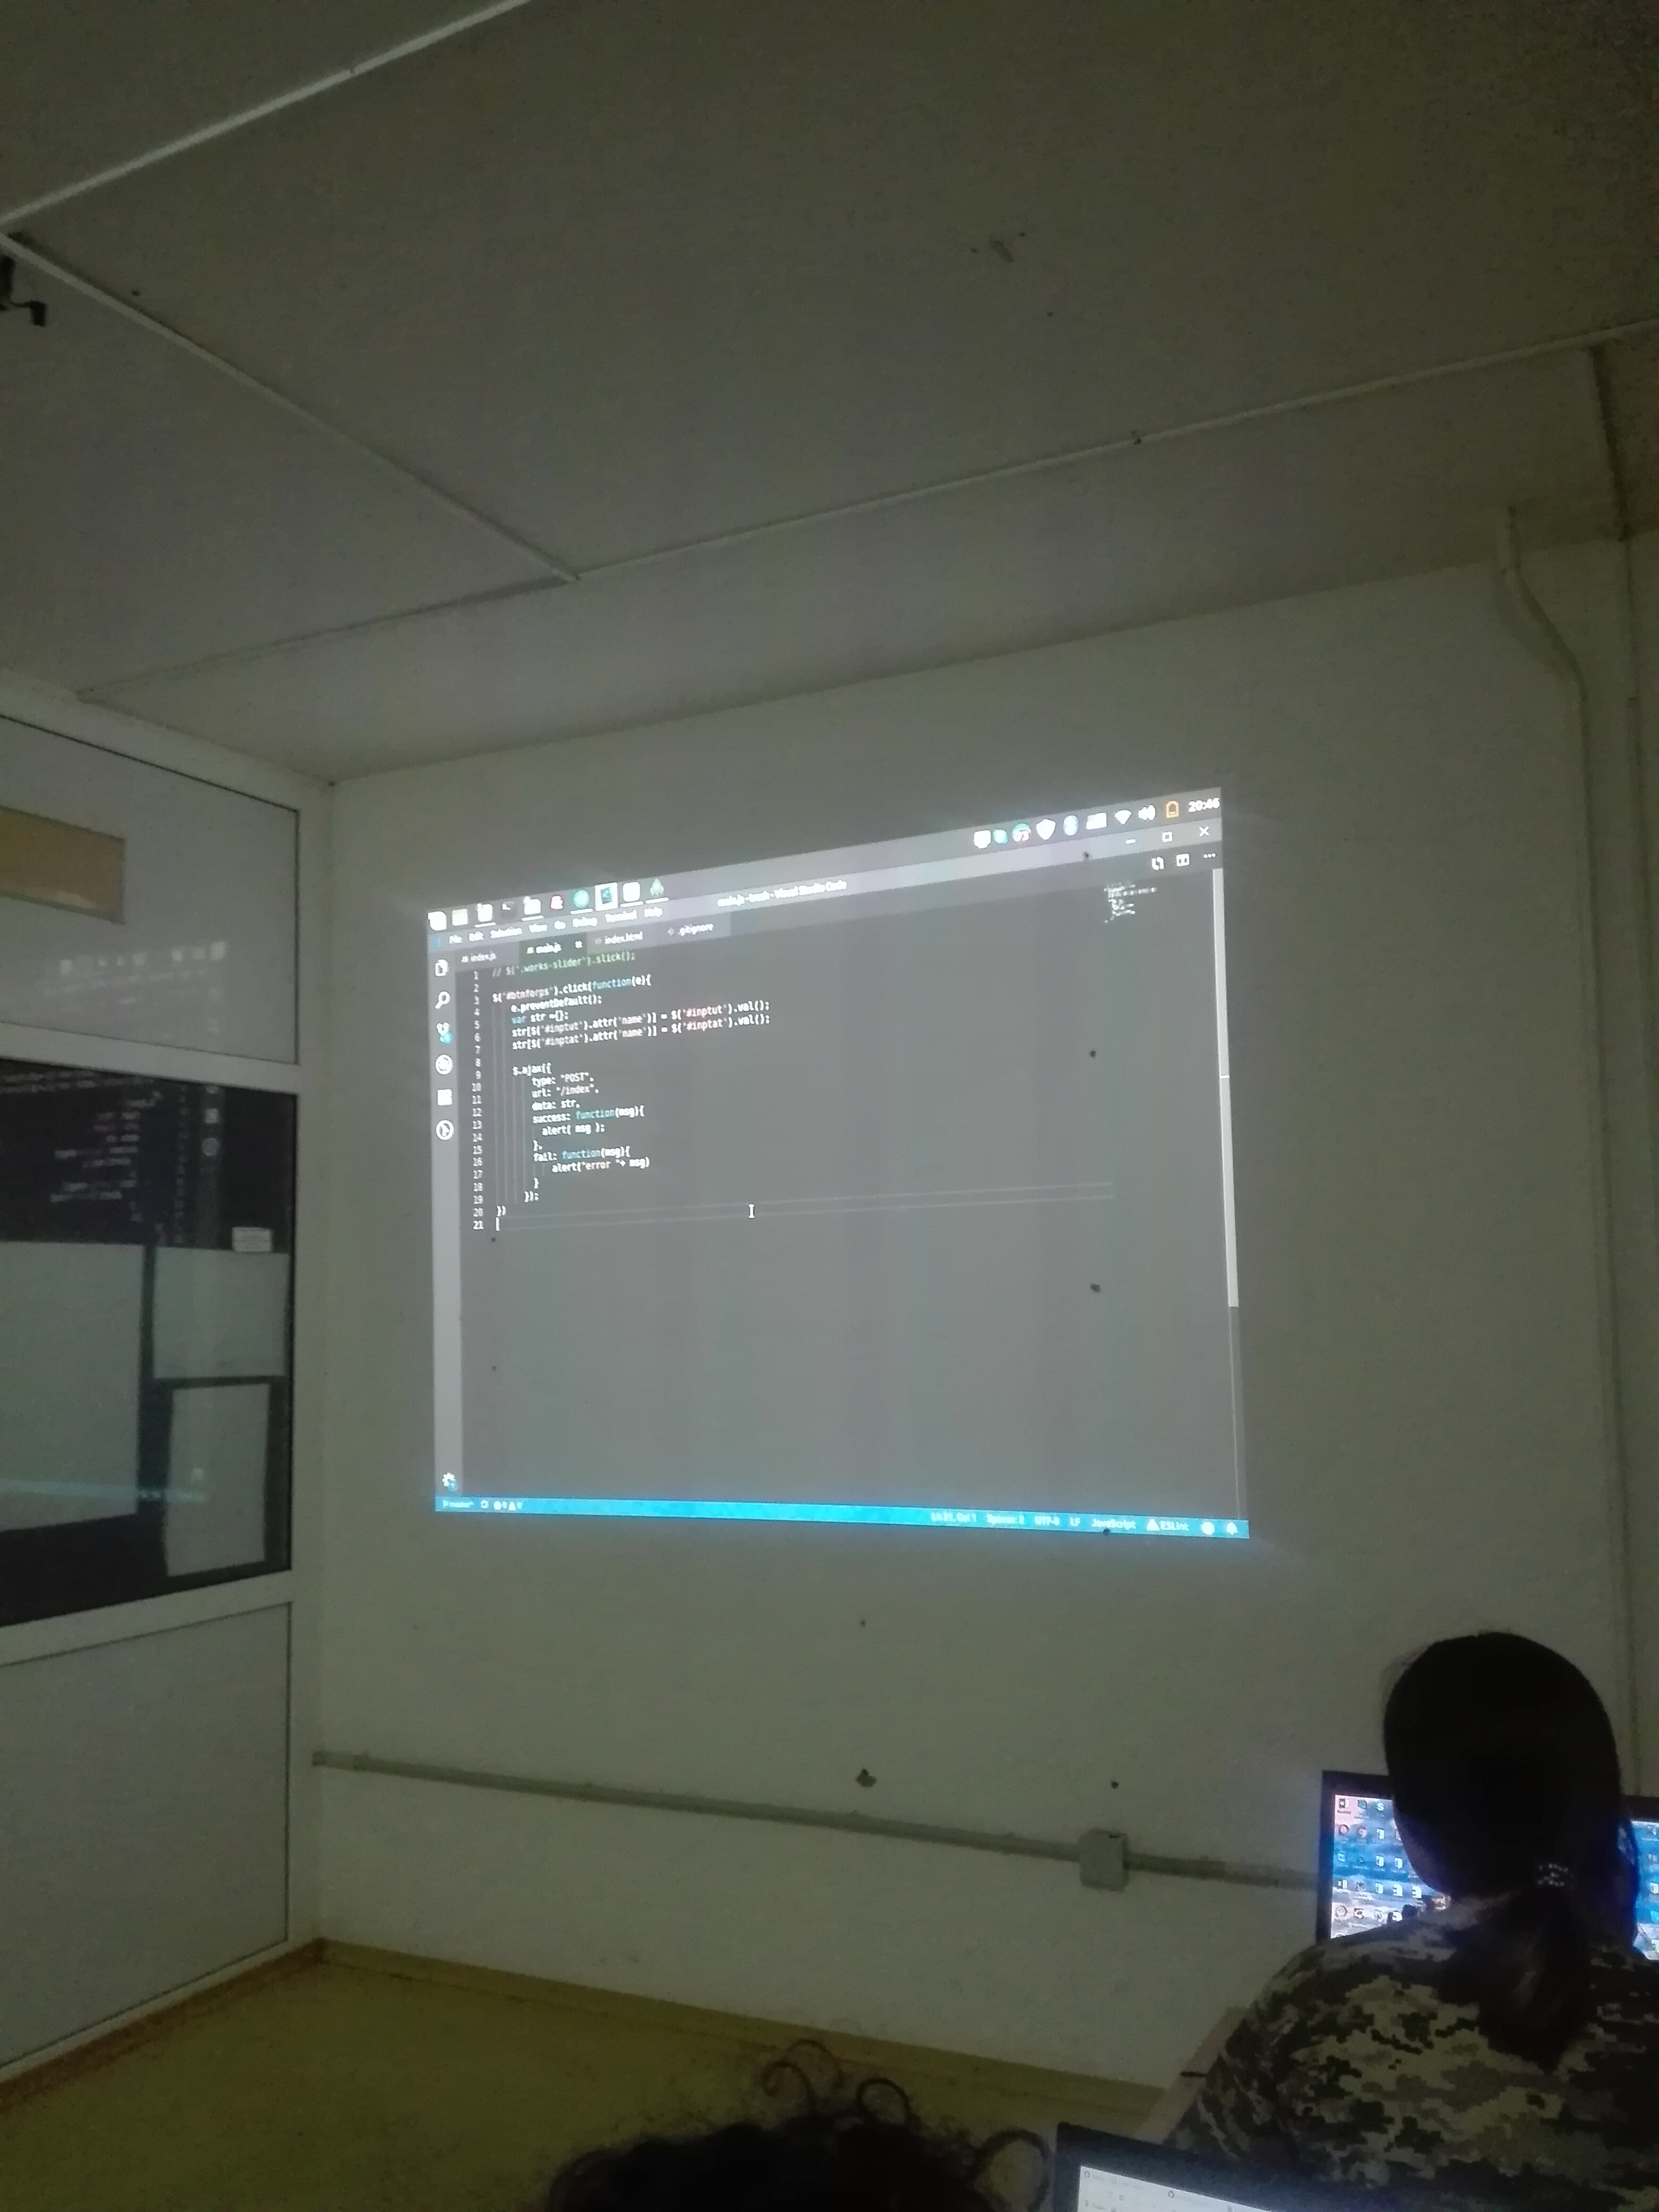 20:46
main.js - trash - Visual Studio Code
File Edit Selection View Go Debug Terminal Help
index.js main.js index.html .gitignore
1 // $('.works-slider').slick();
2
3 $('#btnforps').click(function(e){
4 e.preventDefault();
5 var str ={};
6 str[$('#inptut').attr('name')] = $('#inptut').val();
7 str[$('#inptat').attr('name')] = $('#inptat').val();
8
9 $.ajax({
10 type: "POST",
11 url: "/index",
12 data: str,
13 success: function(msg){
14 alert( msg );
15 },
16 fail: function(msg){
17 alert("error "+ msg)
18 }
19 });
20 })
21
master* Ln 21, Col 1 Spaces: 2 UTF-8 LF JavaScript ESLint